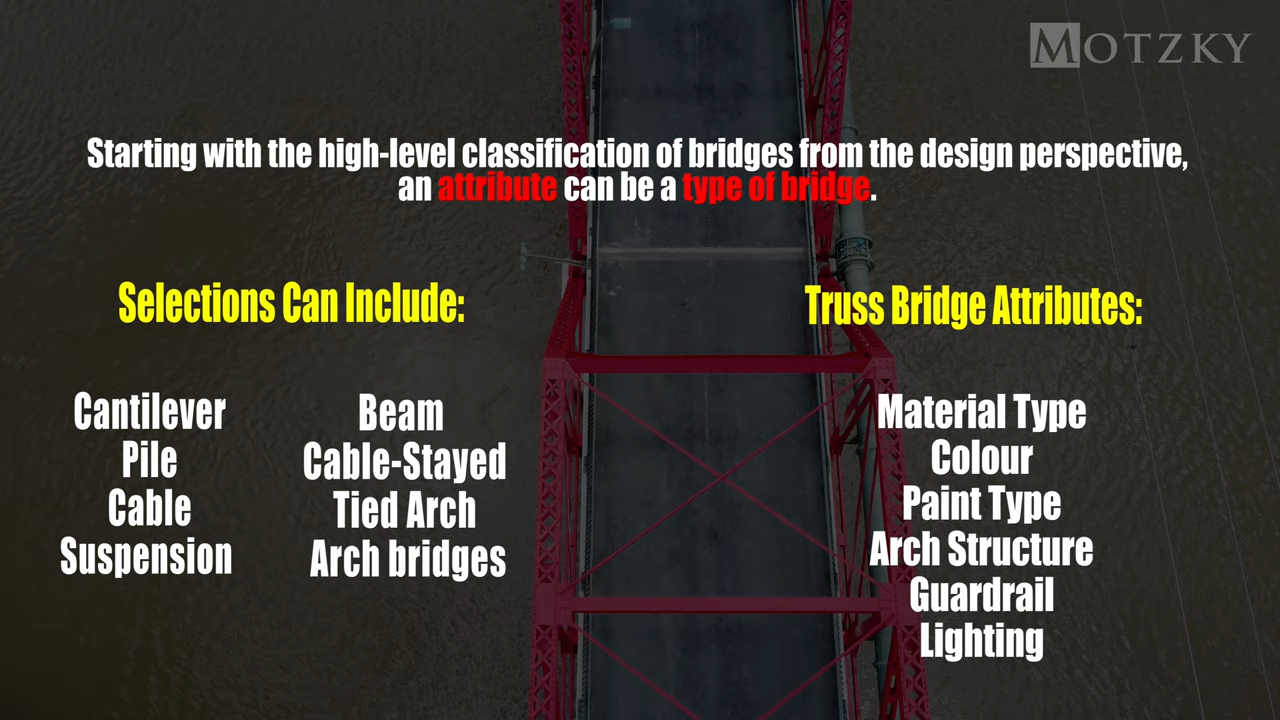 MOTZKY
Starting with the high-level classification of bridges from the design perspective,
an attribute can be a type of bridge.
Selections Can Include:
Cantilever
Pile
Cable
Suspension
Beam
Cable-Stayed
Tied Arch
Arch bridges
Truss Bridge Attributes:
Material Type
Colour
Paint Type
Arch Structure
Guardrail
Lighting